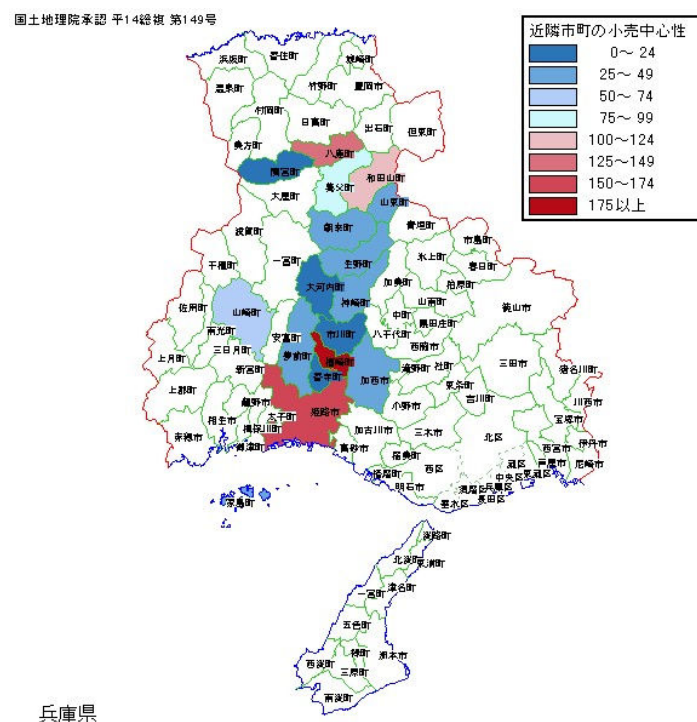 国土地理院承認 平14総複 第149号
近隣市町の小売中心性
0～ 24
25～ 49
50～ 74
75～ 99
100～124
125～149
150～174
175以上
浜坂町
香住町
城崎町
竹野町
豊岡市
温泉町
村岡町
日高町
出石町
但東町
美方町
八鹿町
関宮町
養父町
和田山町
大屋町
山東町
波賀町
朝来町
青垣町
市島町
一宮町
生野町
氷上町
春日町
千種町
加美町
柏原町
大河内町
山南町
神崎町
篠山市
佐用町
山崎町
中町
黒田庄町
南光町
安富町
市川町
八千代町
三日月町
夢前町
西脇市
上月町
福崎町
三田市
猪名川町
新宮町
香寺町
加西市
滝野町
社町
上郡町
東条町
吉川町
川西市
龍野市
姫路市
小野市
宝塚市
相生市
太子町
三木市
北区
赤穂市
揖保川町
加古川市
西宮市
伊丹市
御津町
高砂市
稲美町
西区
灘区
芦屋市
尼崎市
播磨町
中央区
東灘区
家島町
明石市
須磨区
兵庫区
垂水区
長田区
淡路町
北淡町
東浦町
一宮町
津名町
五色町
緑町
洲本市
西淡町
三原町
南淡町
兵庫県